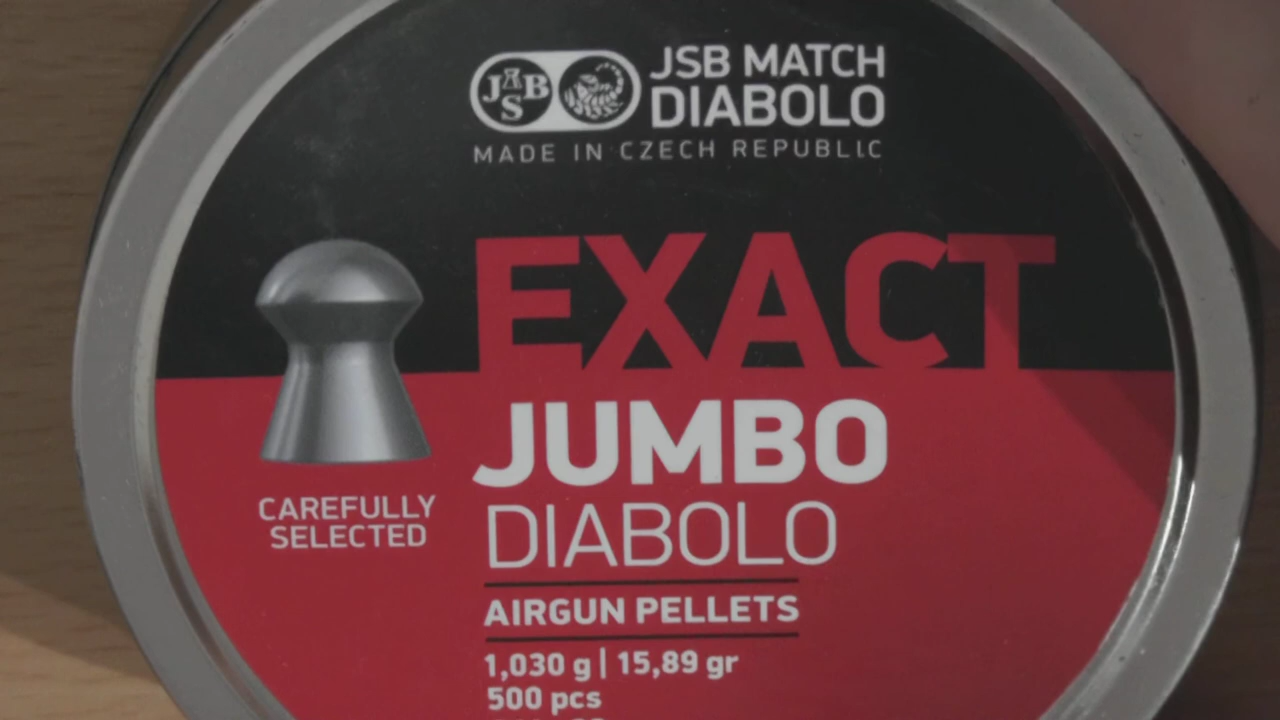 JSB
JSB MATCH
DIABOLO
MADE IN CZECH REPUBLIC
EXACT
JUMBO
DIABOLO
CAREFULLY
SELECTED
AIRGUN PELLETS
1,030 g | 15,89 gr
500 pcs